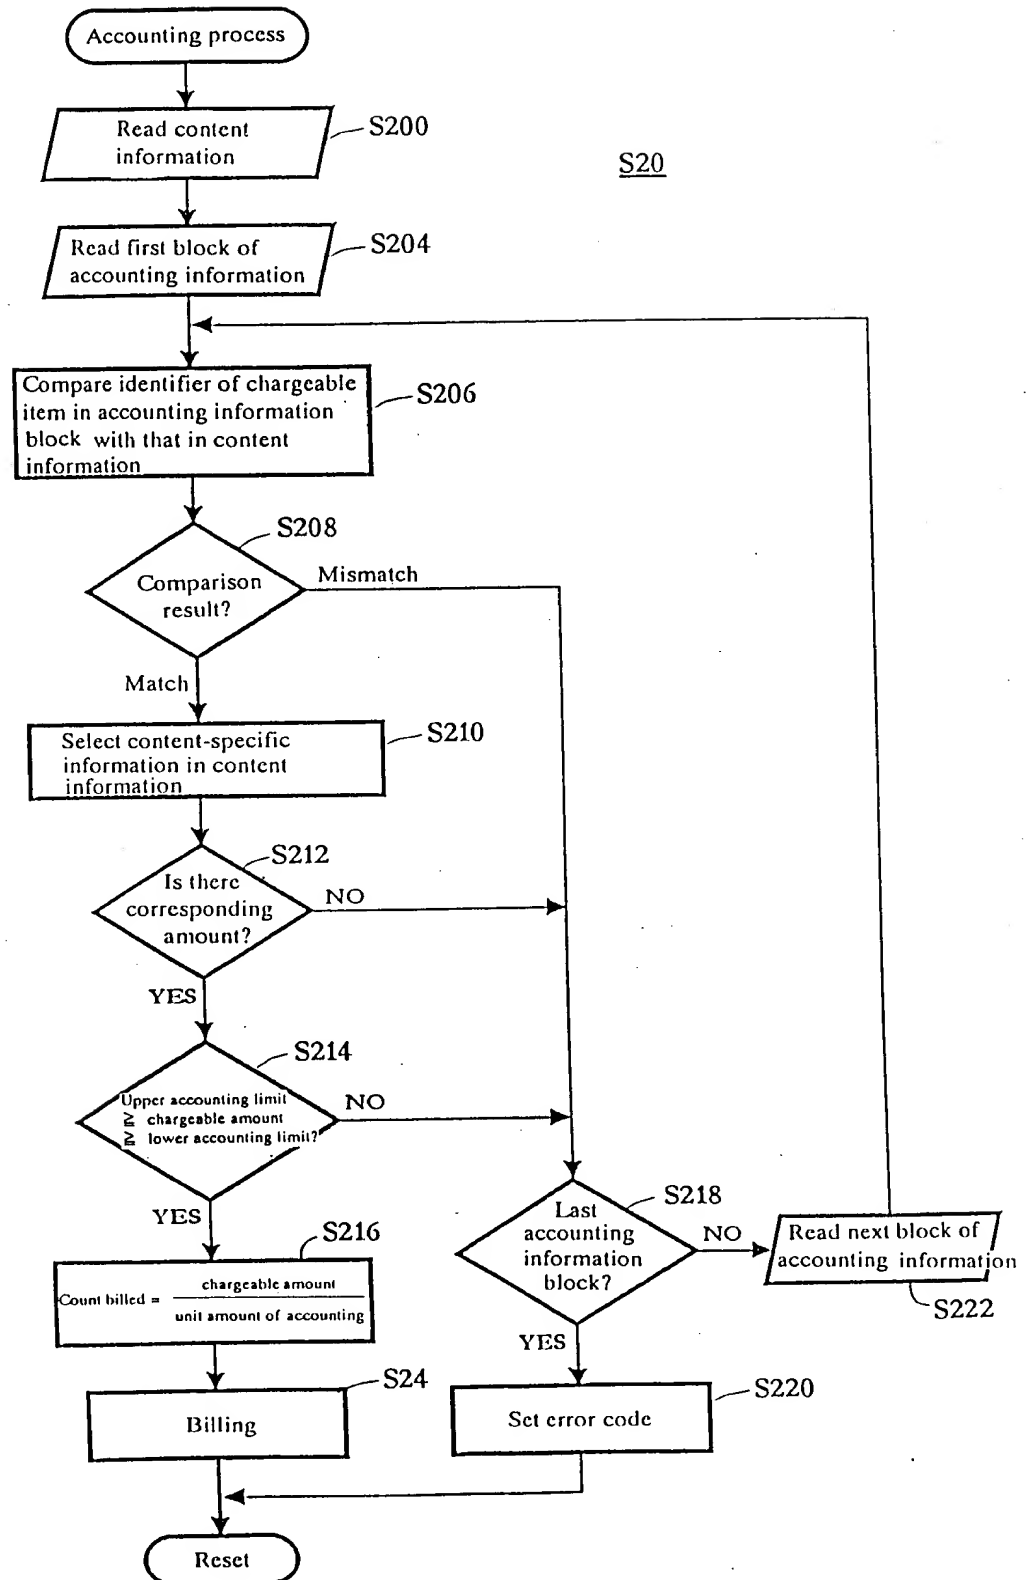 Accounting process
Read content
information
S200
S20
Read first block of
accounting information
S204
Compare identifier of chargeable
item in accounting information
block with that in content
information
S206
S208
Comparison
result?
Mismatch
Match
Select content-specific
information in content
information
S210
S212
Is there
corresponding
amount?
NO
YES
S214
Upper accounting limit
≧ chargeable amount
≧ lower accounting limit?
NO
YES
S218
Last
accounting
information
block?
NO
Read next block of
accounting information
S222
YES
S216
Count billed = chargeable amount
unit amount of accounting
S24
Billing
S220
Set error code
Reset